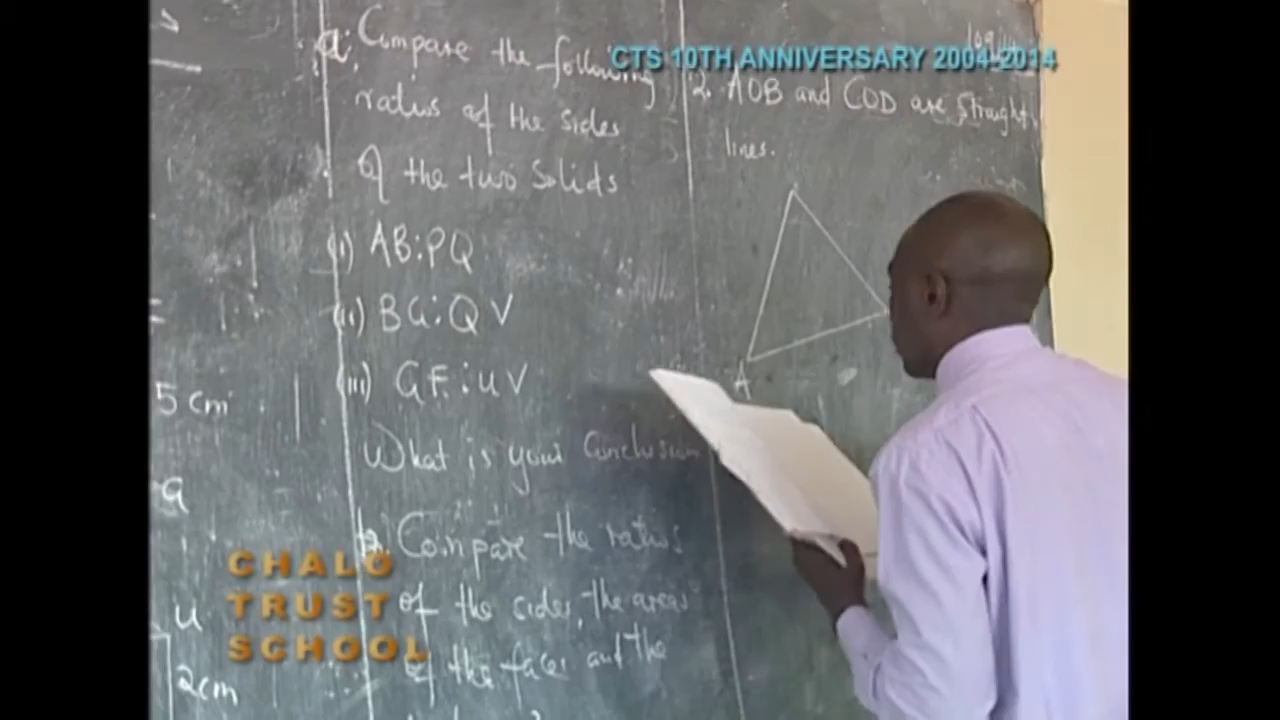 CTS 10TH ANNIVERSARY 2004-2014
a. Compare the following
ratios of the sides
of the two Solids
(i) AB:PQ
(ii) BG:QV
(iii) GF:UV
What is your Conclusion
b. Compare the ratios
of the sides, the areas
of the faces and the
2. AOB and COD are straight
lines.
A
5 cm
u
2cm
CHALO
TRUST
SCHOOL